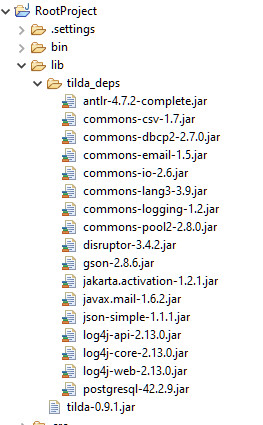 RootProject
.settings
bin
lib
tilda_deps
antlr-4.7.2-complete.jar
commons-csv-1.7.jar
commons-dbcp2-2.7.0.jar
commons-email-1.5.jar
commons-io-2.6.jar
commons-lang3-3.9.jar
commons-logging-1.2.jar
commons-pool2-2.8.0.jar
disruptor-3.4.2.jar
gson-2.8.6.jar
jakarta.activation-1.2.1.jar
javax.mail-1.6.2.jar
json-simple-1.1.1.jar
log4j-api-2.13.0.jar
log4j-core-2.13.0.jar
log4j-web-2.13.0.jar
postgresql-42.2.9.jar
tilda-0.9.1.jar